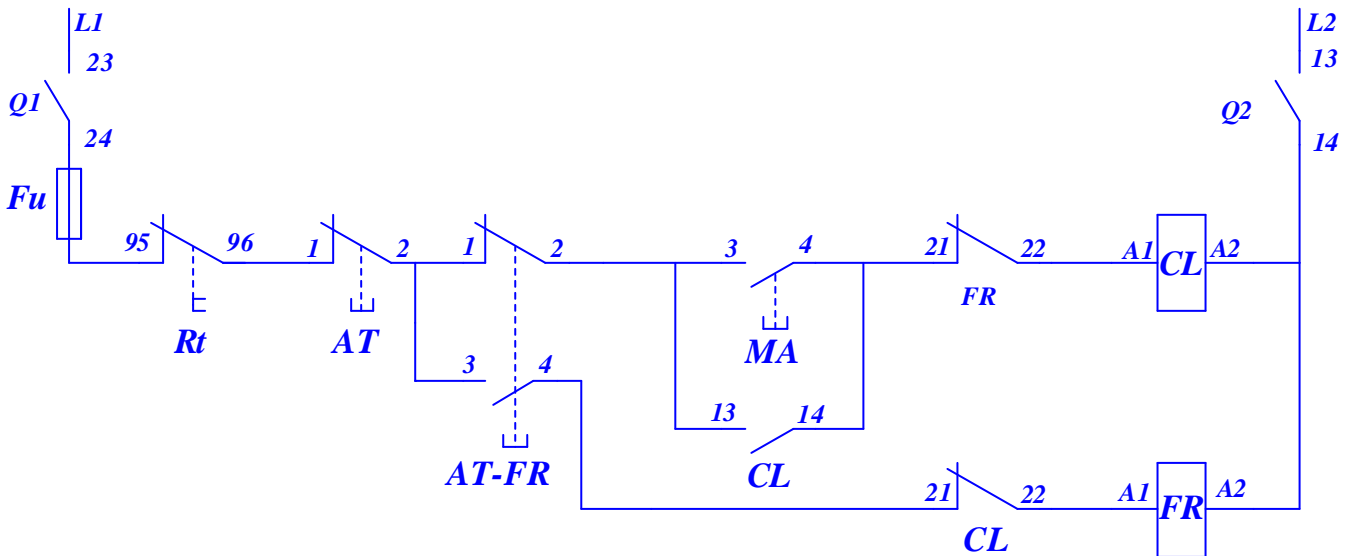 L1 L2
23 13
Q1 Q2
24 14
Fu
95 96 1 2 1 2 3 4 21 22 A1 CL A2
FR
Rt AT MA
3 4
13 14
AT-FR CL
21 22 A1 FR A2
CL